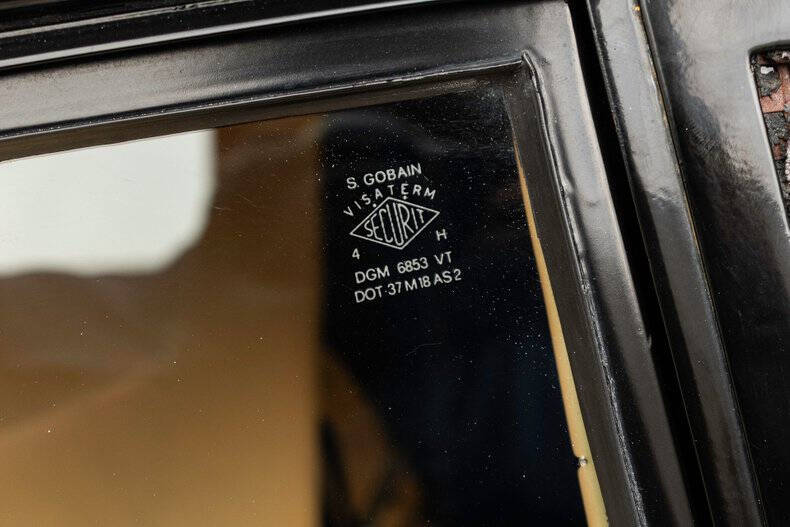 S. GOBAIN
VISATERM
SECURIT
4 H
DGM 6853 VT
DOT·37 M18 AS2